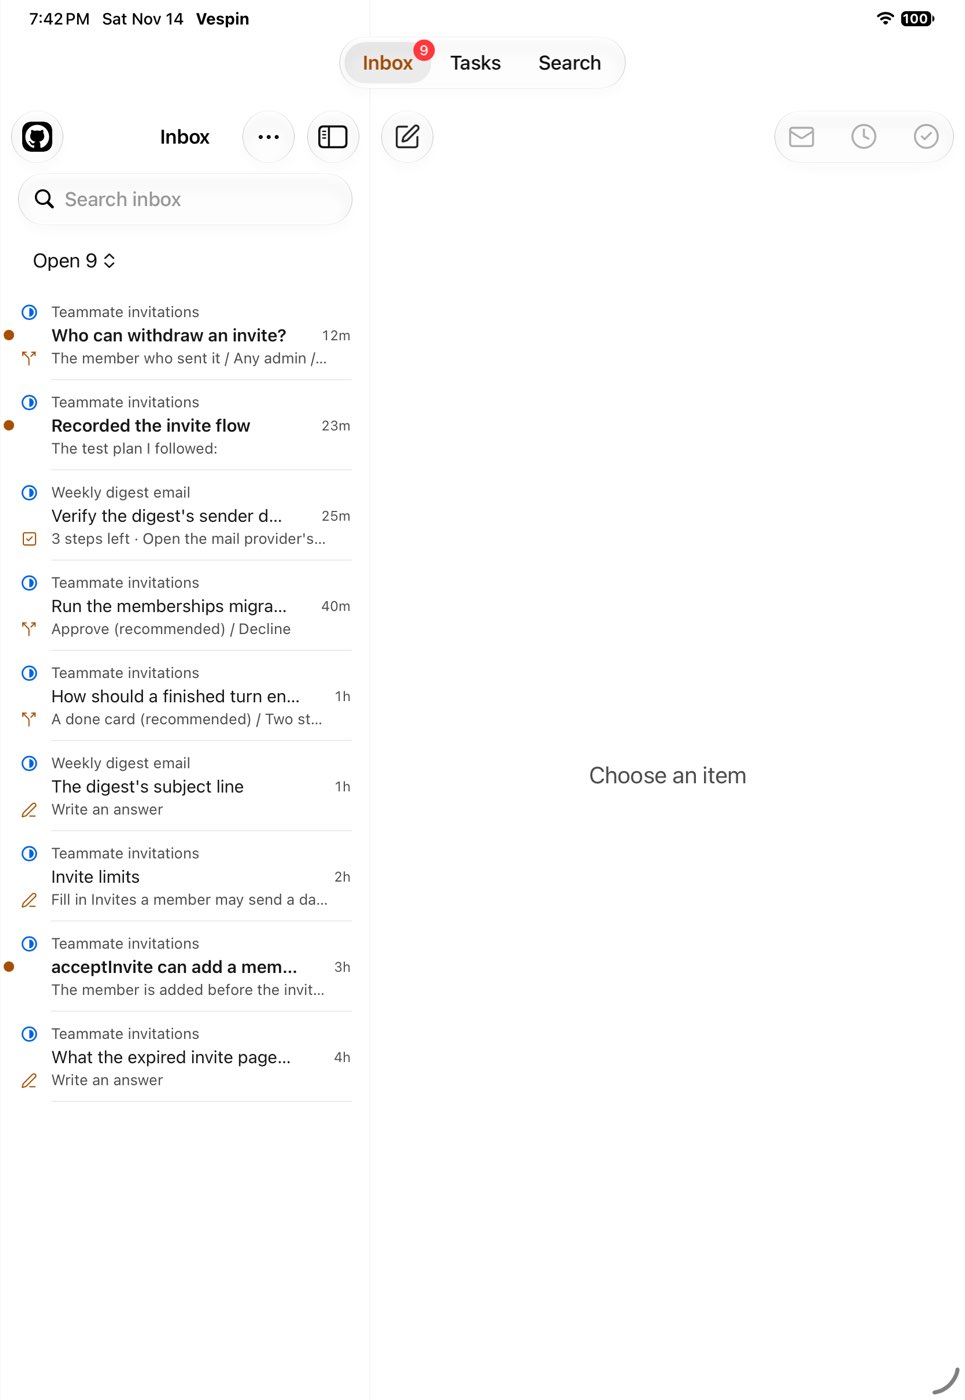 7:42 PM Sat Nov 14 Vespin
100
Inbox 9 Tasks Search
Inbox
Search inbox
Open 9
Teammate invitations
Who can withdraw an invite? 12m
The member who sent it / Any admin /...
Teammate invitations
Recorded the invite flow 23m
The test plan I followed:
Weekly digest email
Verify the digest's sender d... 25m
3 steps left · Open the mail provider's...
Teammate invitations
Run the memberships migra... 40m
Approve (recommended) / Decline
Teammate invitations
How should a finished turn en... 1h
A done card (recommended) / Two st...
Weekly digest email
The digest's subject line 1h
Write an answer
Teammate invitations
Invite limits 2h
Fill in Invites a member may send a da...
Teammate invitations
acceptInvite can add a mem... 3h
The member is added before the invit...
Teammate invitations
What the expired invite page... 4h
Write an answer
Choose an item